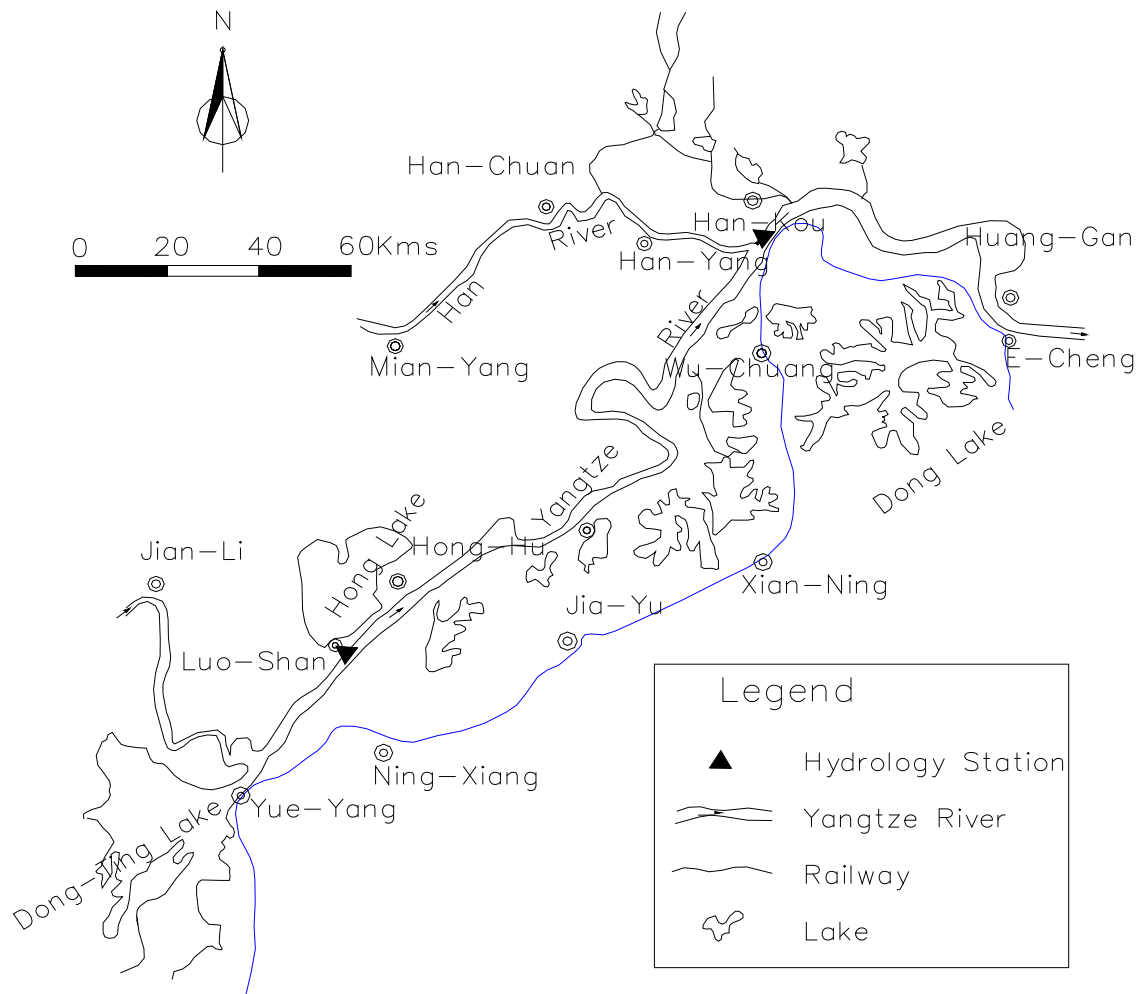 N
Han-Chuan
Han-Kou
River
Huang-Gan
0 20 40 60Kms
Han-Yang
Han
River
Mian-Yang
Wu-Chuang
E-Cheng
Dong Lake
Yangtze
Hong Lake
Jian-Li
Hong-Hu
Xian-Ning
Jia-Yu
Luo-Shan
Legend
Hydrology Station
Ning-Xiang
Yue-Yang
Yangtze River
Dong-Ting Lake
Railway
Lake